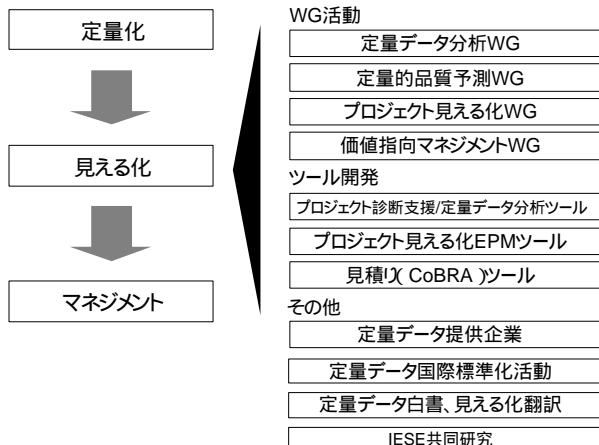 定量化
見える化
マネジメント
WG活動
定量データ分析WG
定量的品質予測WG
プロジェクト見える化WG
価値指向マネジメントWG
ツール開発
プロジェクト診断支援/定量データ分析ツール
プロジェクト見える化EPMツール
見積り（CoBRA）ツール
その他
定量データ提供企業
定量データ国際標準化活動
定量データ白書、見える化翻訳
IESE共同研究